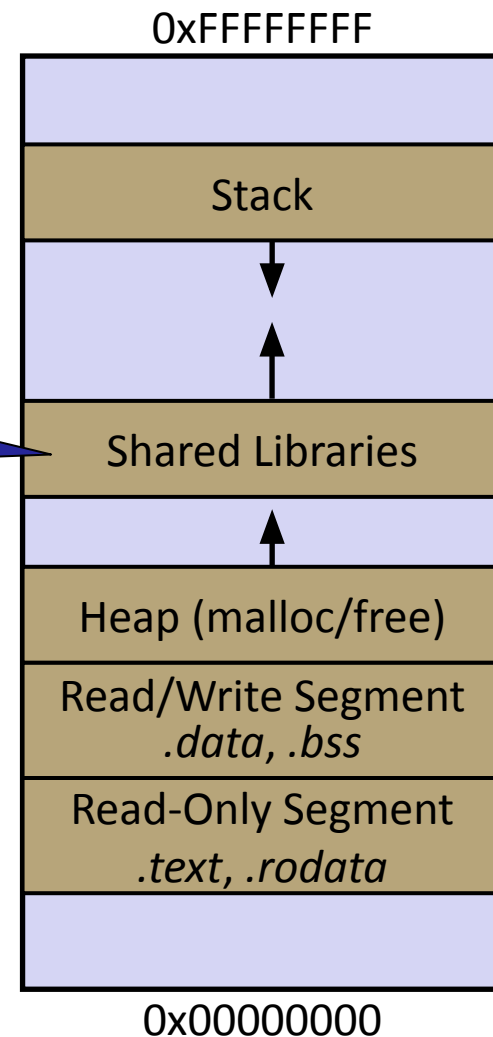 0xFFFFFFFF
Stack
Shared Libraries
Heap (malloc/free)
Read/Write Segment
.data, .bss
Read-Only Segment
.text, .rodata
0x00000000